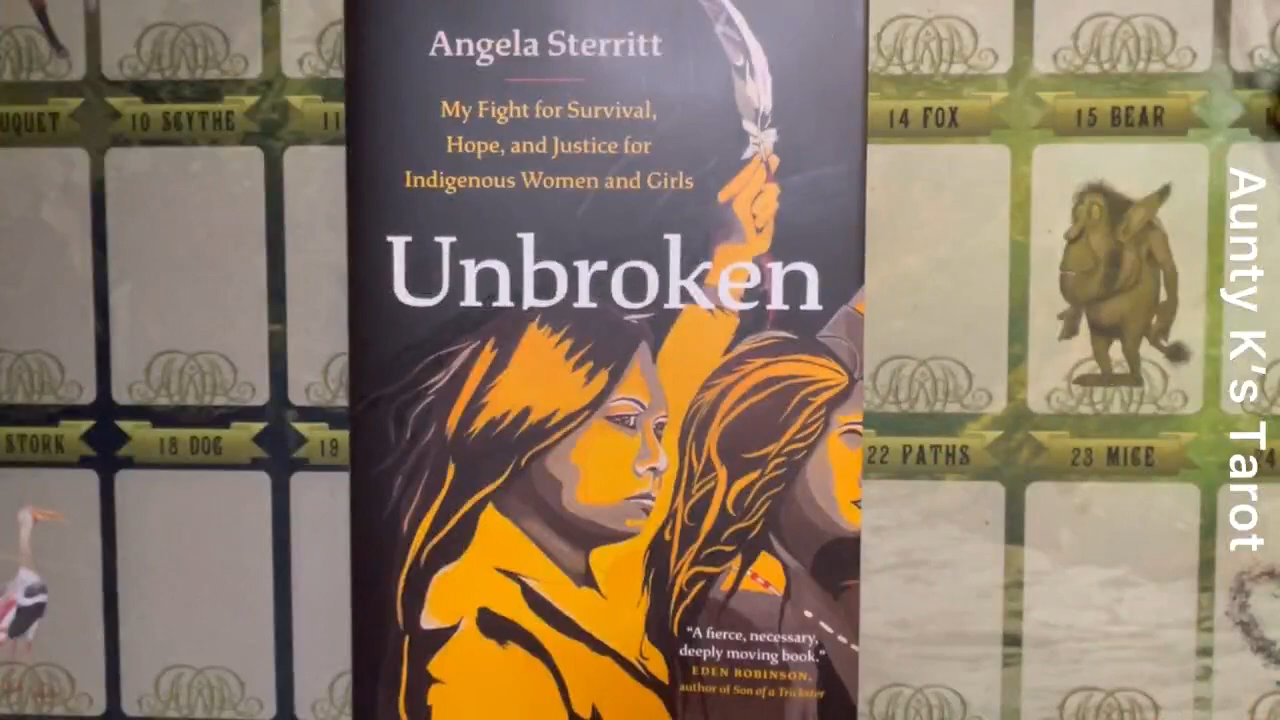 Angela Sterritt
My Fight for Survival,
Hope, and Justice for
Indigenous Women and Girls
Unbroken
"A fierce, necessary,
deeply moving book."
EDEN ROBINSON,
author of Son of a Trickster
10 SCYTHE
11
14 FOX
15 BEAR
STORK
18 DOG
19
22 PATHS
23 MICE
Aunty K's Tarot